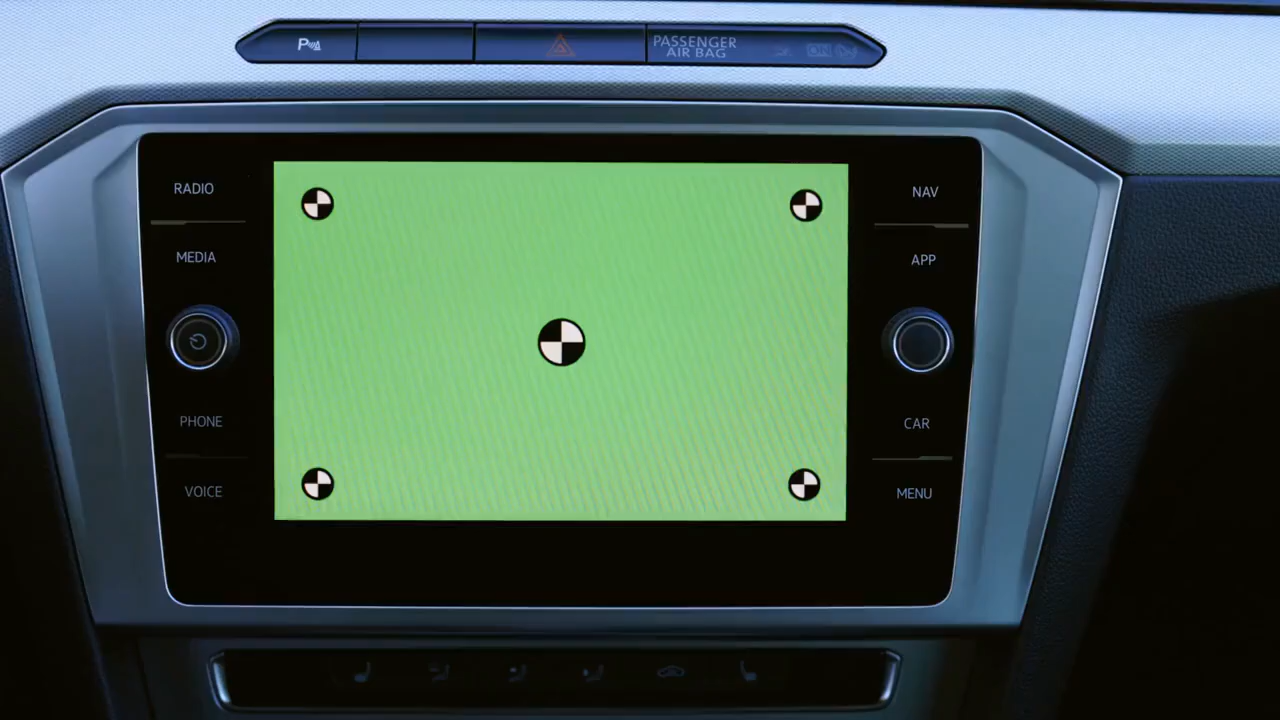 P
PASSENGER
AIR BAG
ON
RADIO
NAV
MEDIA
APP
PHONE
CAR
VOICE
MENU